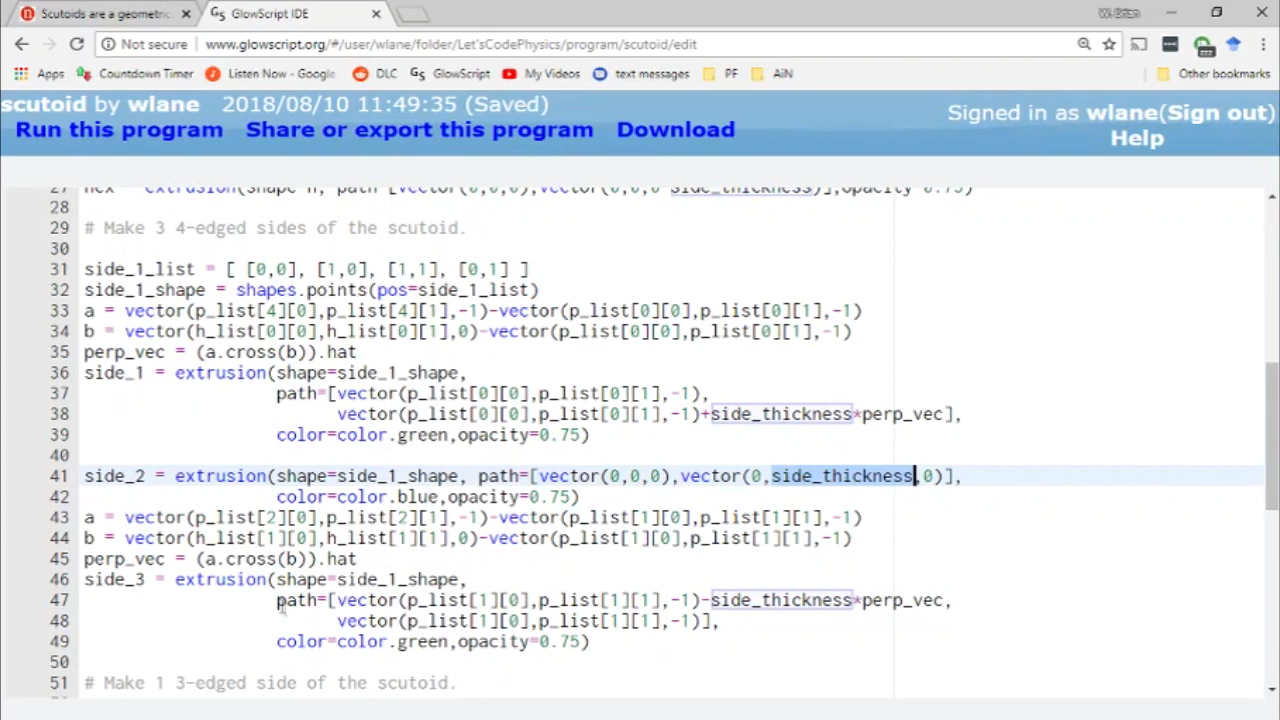 Scutoids are a geometric
GlowScript IDE
Not secure
www.glowscript.org/#/user/wlane/folder/Let'sCodePhysics/program/scutoid/edit
Apps
Countdown Timer
Listen Now - Google
DLC
GlowScript
My Videos
text messages
PF
AiN
Other bookmarks
scutoid by wlane 2018/08/10 11:49:35 (Saved)
Signed in as wlane(Sign out)
Run this program
Share or export this program
Download
Help
28
29 # Make 3 4-edged sides of the scutoid.
30
31 side_1_list = [ [0,0], [1,0], [1,1], [0,1] ]
32 side_1_shape = shapes.points(pos=side_1_list)
33 a = vector(p_list[4][0],p_list[4][1],-1)-vector(p_list[0][0],p_list[0][1],-1)
34 b = vector(h_list[0][0],h_list[0][1],0)-vector(p_list[0][0],p_list[0][1],-1)
35 perp_vec = (a.cross(b)).hat
36 side_1 = extrusion(shape=side_1_shape,
37 path=[vector(p_list[0][0],p_list[0][1],-1),
38 vector(p_list[0][0],p_list[0][1],-1)+side_thickness*perp_vec],
39 color=color.green,opacity=0.75)
40
41 side_2 = extrusion(shape=side_1_shape, path=[vector(0,0,0),vector(0,side_thickness,0)],
42 color=color.blue,opacity=0.75)
43 a = vector(p_list[2][0],p_list[2][1],-1)-vector(p_list[1][0],p_list[1][1],-1)
44 b = vector(h_list[1][0],h_list[1][1],0)-vector(p_list[1][0],p_list[1][1],-1)
45 perp_vec = (a.cross(b)).hat
46 side_3 = extrusion(shape=side_1_shape,
47 path=[vector(p_list[1][0],p_list[1][1],-1)-side_thickness*perp_vec,
48 vector(p_list[1][0],p_list[1][1],-1)],
49 color=color.green,opacity=0.75)
50
51 # Make 1 3-edged side of the scutoid.